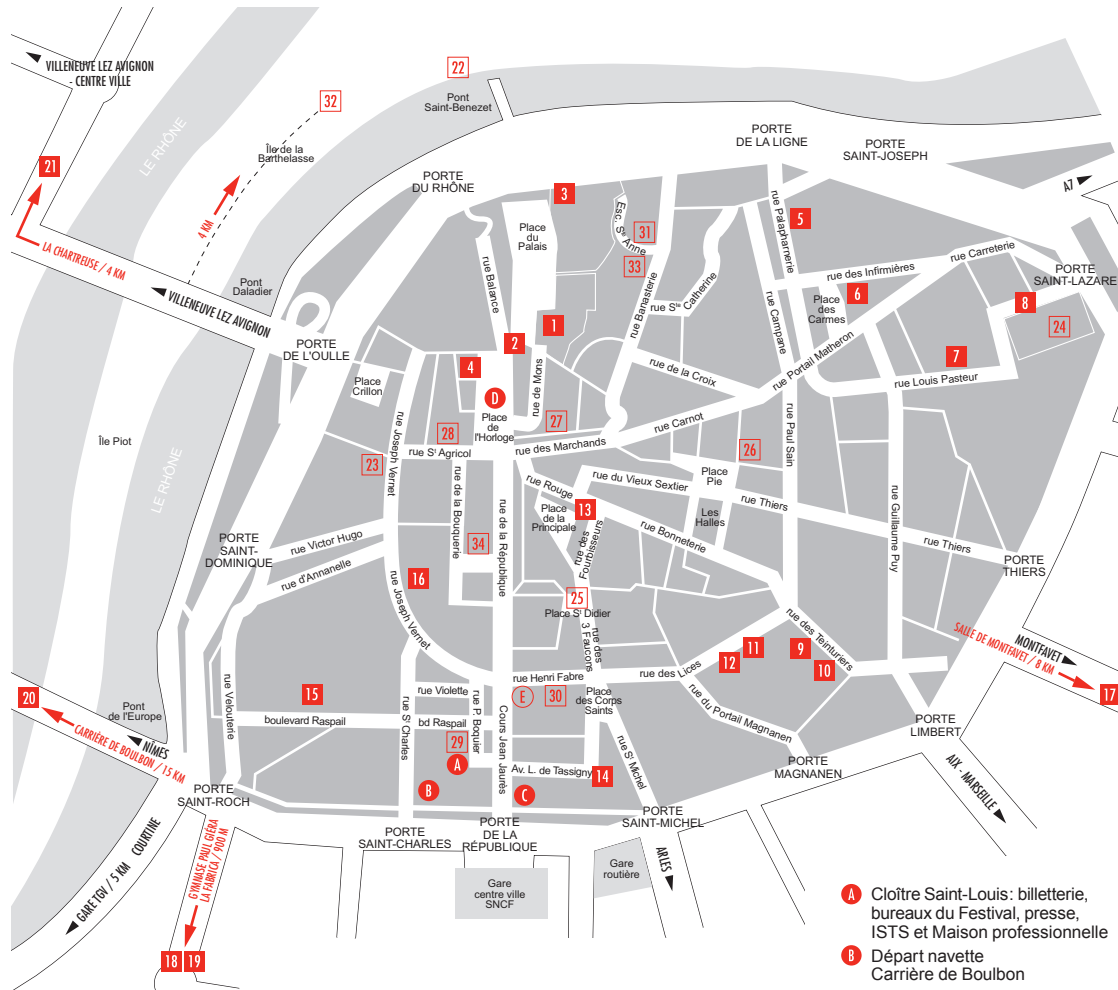 VILLENEUVE LEZ AVIGNON
- CENTRE VILLE
22
Pont
Saint-Benezet
32
LE RHÔNE
Île de la
Barthelasse
21
4 KM
LA CHARTREUSE / 4 KM
PORTE
DU RHÔNE
PORTE
DE LA LIGNE
PORTE
SAINT-JOSEPH
A7
3
Place
du
Palais
Esc. Ste Anne
31
33
5
rue Palapharnerie
rue Balance
rue Banasterie
rue Ste Catherine
rue Campane
rue des Infirmières
rue Carreterie
6
Place
des
Carmes
PORTE
SAINT-LAZARE
8
24
Pont
Daladier
VILLENEUVE LEZ AVIGNON
PORTE
DE L'OULLE
1
2
4
D
Place
de
l'Horloge
rue de Mons
rue de la Croix
rue Portail Matheron
7
rue Louis Pasteur
Place
Crillon
rue Joseph Vernet
28
27
rue St Agricol
rue des Marchands
rue Carnot
26
rue Paul Sain
23
Île Piot
LE RHÔNE
rue de la Bouquerie
rue de la République
rue Rouge
rue du Vieux Sextier
Place
Pie
rue Thiers
Les
Halles
13
Place
de la
Principale
rue des
Fourbisseurs
rue Bonneterie
rue Guillaume Puy
rue Thiers
PORTE
THIERS
PORTE
SAINT-
DOMINIQUE
rue Victor Hugo
rue d'Annanelle
34
16
rue Joseph Vernet
25
Place St Didier
rue des
3 Faucons
rue des Teinturiers
9
10
11
12
MONTFAVET
SALLE DE MONTFAVET / 8 KM
17
rue Henri Fabre
rue des Lices
E
30
Place
des Corps
Saints
rue du Portail Magnanen
rue Velouterie
15
rue Violette
rue St Charles
boulevard Raspail
bd Raspail
rue P. Boquier
Cours Jean Jaurès
29
A
B
C
Av. L. de Tassigny
14
rue St Michel
PORTE
MAGNANEN
PORTE
LIMBERT
AIX - MARSEILLE
20
Pont
de l'Europe
NÎMES
CARRIÈRE DE BOULBON / 15 KM
PORTE
SAINT-ROCH
PORTE
SAINT-CHARLES
PORTE
DE LA
RÉPUBLIQUE
PORTE
SAINT-MICHEL
ARLES
GARE TGV / 5 KM COURTINE
GYMNASE PAUL GIÉRA
LA FABRICA / 900 M
18
19
Gare
centre ville
SNCF
Gare
routière
A Cloître Saint-Louis: billetterie,
bureaux du Festival, presse,
ISTS et Maison professionnelle
B Départ navette
Carrière de Boulbon